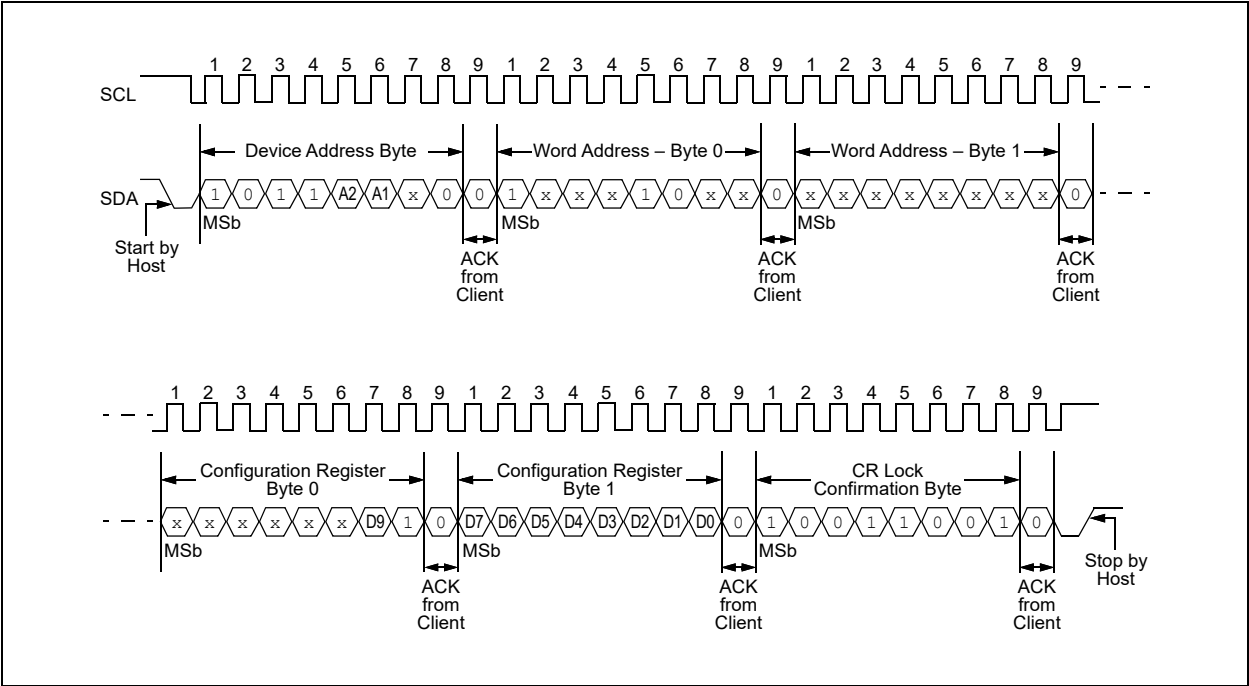 1 2 3 4 5 6 7 8 9 1 2 3 4 5 6 7 8 9 1 2 3 4 5 6 7 8 9
SCL
Device Address Byte Word Address – Byte 0 Word Address – Byte 1
SDA 1 0 1 1 A2 A1 x 0 0 1 x x x 1 0 x x 0 x x x x x x x x 0
MSb MSb MSb
Start by
Host
ACK
from
Client
ACK
from
Client
ACK
from
Client
1 2 3 4 5 6 7 8 9 1 2 3 4 5 6 7 8 9 1 2 3 4 5 6 7 8 9
Configuration Register
Byte 0
Configuration Register
Byte 1
CR Lock
Confirmation Byte
x x x x x x D9 1 0 D7 D6 D5 D4 D3 D2 D1 D0 0 1 0 0 1 1 0 0 1 0
MSb MSb MSb
ACK
from
Client
ACK
from
Client
ACK
from
Client
Stop by
Host